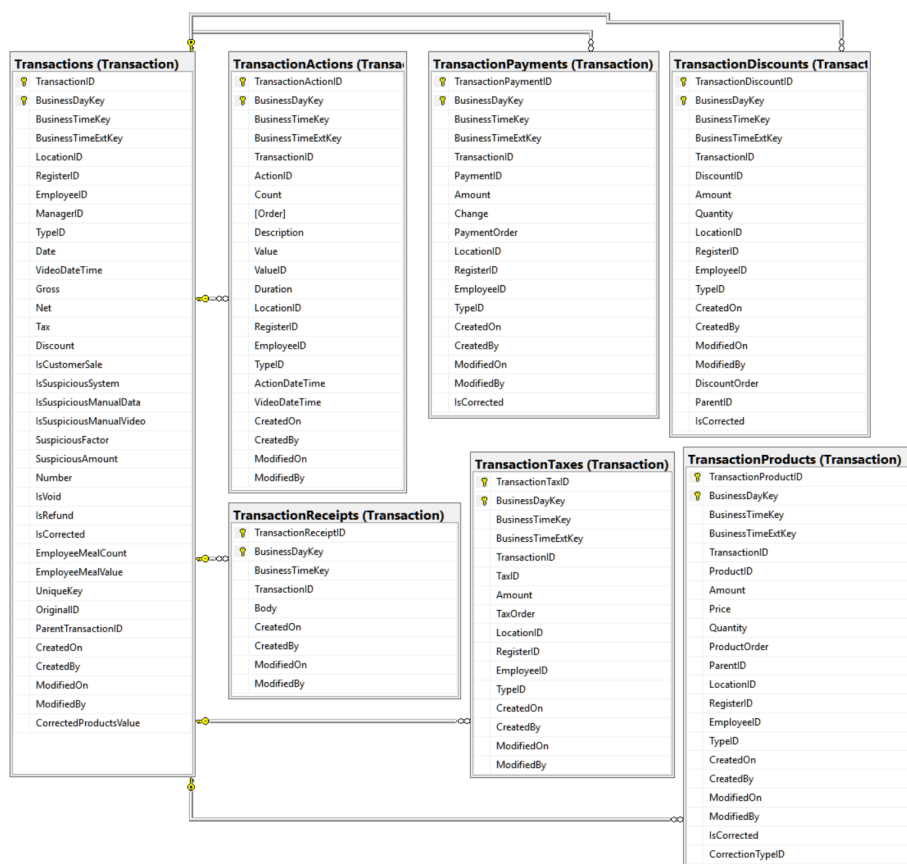 Transactions (Transaction)
TransactionID
BusinessDayKey
BusinessTimeKey
BusinessTimeExtKey
LocationID
RegisterID
EmployeeID
ManagerID
TypeID
Date
VideoDateTime
Gross
Net
Tax
Discount
IsCustomerSale
IsSuspiciousSystem
IsSuspiciousManualData
IsSuspiciousManualVideo
SuspiciousFactor
SuspiciousAmount
Number
IsVoid
IsRefund
IsCorrected
EmployeeMealCount
EmployeeMealValue
UniqueKey
OriginalID
ParentTransactionID
CreatedOn
CreatedBy
ModifiedOn
ModifiedBy
CorrectedProductsValue
TransactionActions (Transa
TransactionActionID
BusinessDayKey
BusinessTimeKey
BusinessTimeExtKey
TransactionID
ActionID
Count
[Order]
Description
Value
ValueID
Duration
LocationID
RegisterID
EmployeeID
TypeID
ActionDateTime
VideoDateTime
CreatedOn
CreatedBy
ModifiedOn
ModifiedBy
TransactionPayments (Transaction)
TransactionPaymentID
BusinessDayKey
BusinessTimeKey
BusinessTimeExtKey
TransactionID
PaymentID
Amount
Change
PaymentOrder
LocationID
RegisterID
EmployeeID
TypeID
CreatedOn
CreatedBy
ModifiedOn
ModifiedBy
IsCorrected
TransactionDiscounts (Transact
TransactionDiscountID
BusinessDayKey
BusinessTimeKey
BusinessTimeExtKey
TransactionID
DiscountID
Amount
Quantity
LocationID
RegisterID
EmployeeID
TypeID
CreatedOn
CreatedBy
ModifiedOn
ModifiedBy
DiscountOrder
ParentID
IsCorrected
TransactionReceipts (Transaction)
TransactionReceiptID
BusinessDayKey
BusinessTimeKey
TransactionID
Body
CreatedOn
CreatedBy
ModifiedOn
ModifiedBy
TransactionTaxes (Transaction)
TransactionTaxID
BusinessDayKey
BusinessTimeKey
BusinessTimeExtKey
TransactionID
TaxID
Amount
TaxOrder
LocationID
RegisterID
EmployeeID
TypeID
CreatedOn
CreatedBy
ModifiedOn
ModifiedBy
TransactionProducts (Transaction)
TransactionProductID
BusinessDayKey
BusinessTimeKey
BusinessTimeExtKey
TransactionID
ProductID
Amount
Price
Quantity
ProductOrder
ParentID
LocationID
RegisterID
EmployeeID
TypeID
CreatedOn
CreatedBy
ModifiedOn
ModifiedBy
IsCorrected
CorrectionTypeID